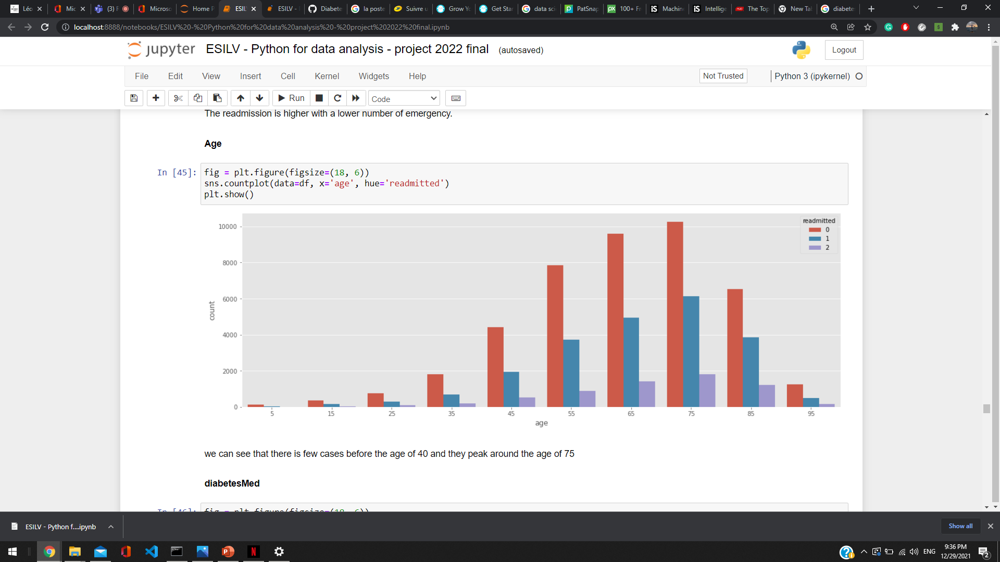 Léo
Mic
(3) F
Microso
Home P
ESIL
ESILV -
Diabete
la poste
Suivre u
Grow Yo
Get Star
data sci
PatSnap
100+ Fr
Machin
Intellige
The Top
New Tab
diabetes
localhost:8888/notebooks/ESILV%20-%20Python%20for%20data%20analysis%20-%20project%202022%20final.ipynb
jupyter ESILV - Python for data analysis - project 2022 final (autosaved)
Logout
File Edit View Insert Cell Kernel Widgets Help
Not Trusted
Python 3 (ipykernel)
Run
Code
The readmission is higher with a lower number of emergency.
Age
In [45]:
fig = plt.figure(figsize=(18, 6))
sns.countplot(data=df, x='age', hue='readmitted')
plt.show()
readmitted
0
1
2
10000
8000
6000
4000
2000
0
count
5 15 25 35 45 55 65 75 85 95
age
we can see that there is few cases before the age of 40 and they peak around the age of 75
diabetesMed
In [46]:
fig = plt.figure(figsize=(18, 6))
ESILV - Python f....ipynb
Show all
ENG
9:36 PM
12/29/2021
2